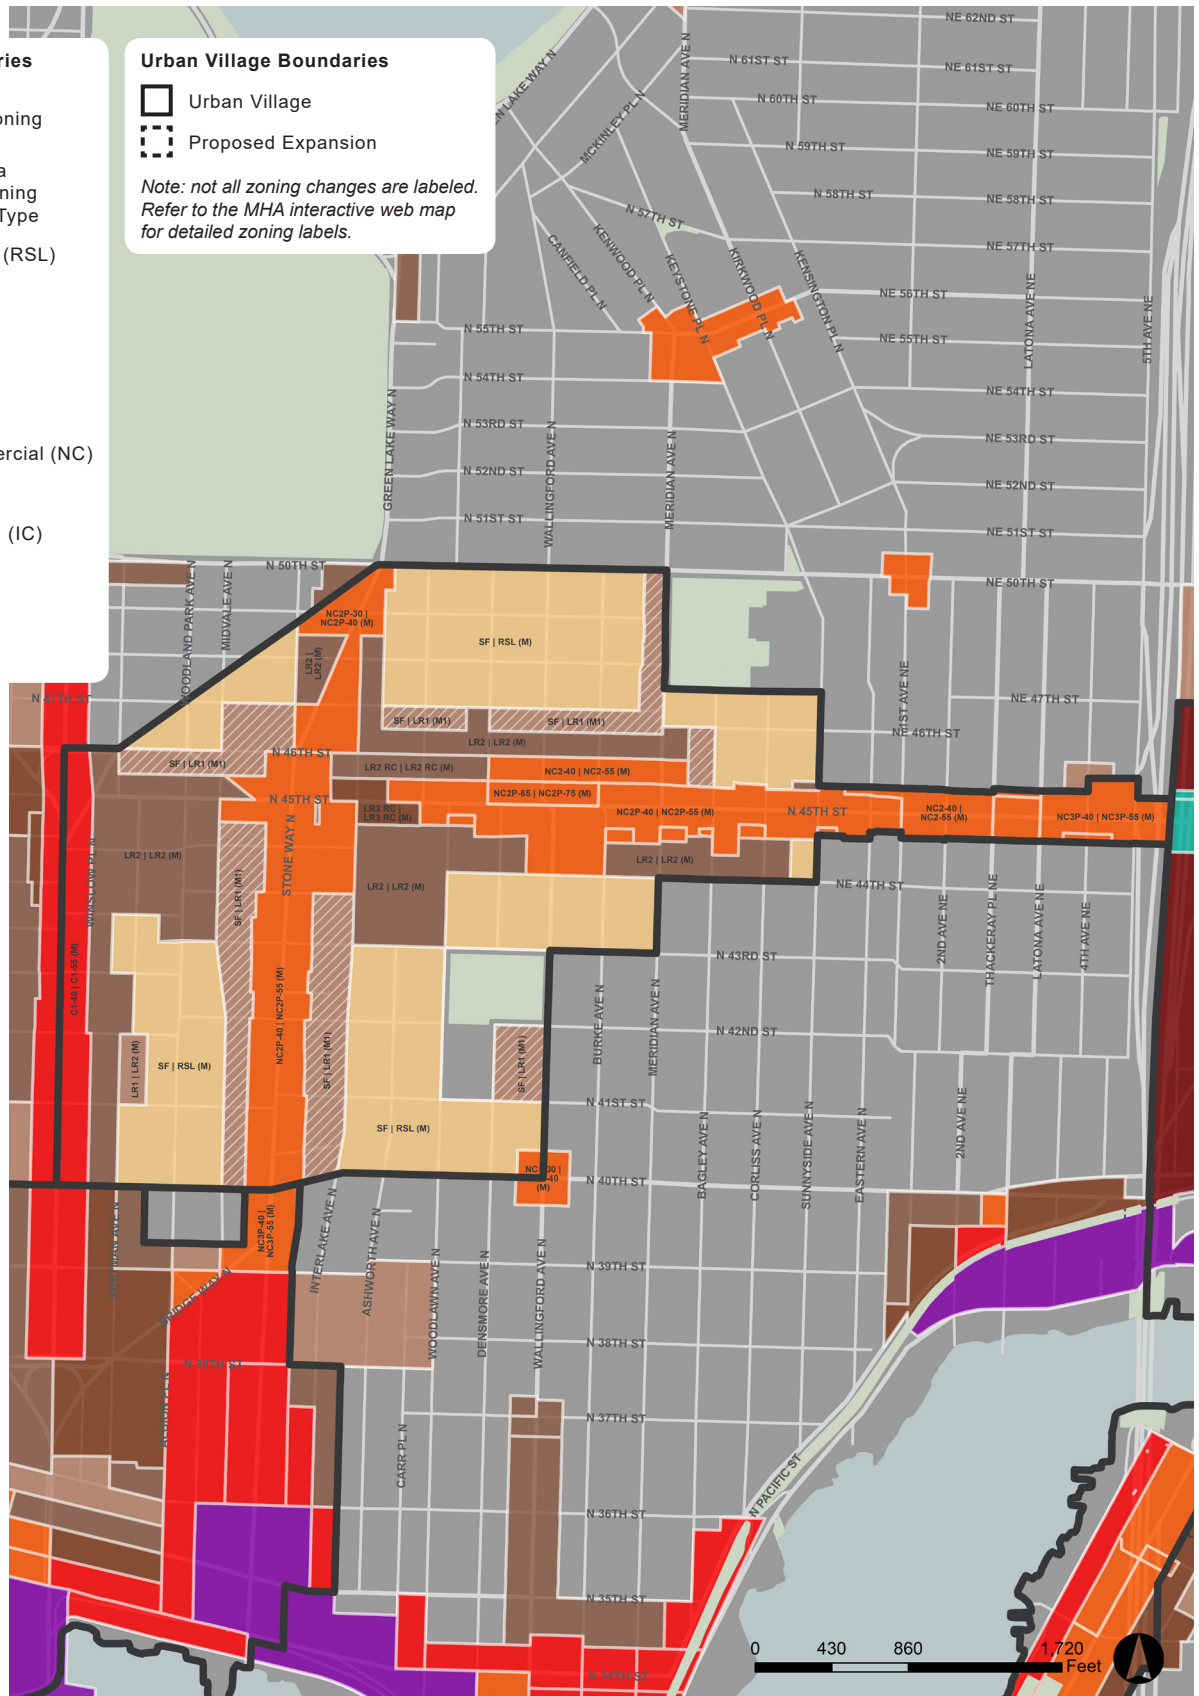 ries
oning
a
ning
Type
(RSL)
ercial (NC)
(IC)
Urban Village Boundaries
Urban Village
Proposed Expansion
Note: not all zoning changes are labeled.
Refer to the MHA interactive web map
for detailed zoning labels.
NE 62ND ST
N 61ST ST
NE 61ST ST
N 60TH ST
NE 60TH ST
N 59TH ST
NE 59TH ST
N 58TH ST
NE 58TH ST
N 57TH ST
NE 57TH ST
NE 56TH ST
N 55TH ST
NE 55TH ST
N 54TH ST
NE 54TH ST
N 53RD ST
NE 53RD ST
N 52ND ST
NE 52ND ST
N 51ST ST
NE 51ST ST
N 50TH ST
NE 50TH ST
EN LAKE WAY N
MCKINLEY PL N
MERIDIAN AVE N
CANFIELD PL N
KENWOOD PL N
KEYSTONE PL N
KIRKWOOD PL N
KENSINGTON PL N
LATONA AVE NE
5TH AVE NE
GREEN LAKE WAY N
WALLINGFORD AVE N
MERIDIAN AVE N
WOODLAND PARK AVE N
MIDVALE AVE N
NC2P-30 |
NC2P-40 (M)
LR2 |
LR2 (M)
SF | RSL (M)
1ST AVE NE
N 47TH ST
NE 47TH ST
SF | LR1 (M1)
SF | LR1 (M1)
NE 46TH ST
LR2 | LR2 (M)
N 46TH ST
SF | LR1 (M1)
LR2 RC | LR2 RC (M)
NC2-40 | NC2-55 (M)
NC2P-65 | NC2P-75 (M)
N 45TH ST
LR3 RC |
LR3 RC (M)
NC2P-40 | NC2P-55 (M)
N 45TH ST
NC2-40 |
NC2-55 (M)
NC3P-40 | NC3P-55 (M)
STONE WAY N
WINSLOW PL N
LR2 | LR2 (M)
SF | LR1 (M1)
LR2 | LR2 (M)
LR2 | LR2 (M)
NE 44TH ST
2ND AVE NE
THACKERAY PL NE
LATONA AVE NE
4TH AVE NE
C1-40 | C1-55 (M)
NC2P-40 | NC2P-55 (M)
N 43RD ST
N 42ND ST
BURKE AVE N
MERIDIAN AVE N
LR1 | LR2 (M)
SF | RSL (M)
SF | LR1 (M1)
SF | LR1 (M1)
N 41ST ST
SF | RSL (M)
BAGLEY AVE N
CORLISS AVE N
SUNNYSIDE AVE N
EASTERN AVE N
2ND AVE NE
(M)
N 40TH ST
NC3P-40 |
NC3P-55 (M)
INTERLAKE AVE N
ASHWORTH AVE N
WOODLAWN AVE N
DENSMORE AVE N
WALLINGFORD AVE N
BRIDGE WAY N
N 39TH ST
N 38TH ST
N 38TH ST
ALBION PL N
CARR PL N
N 37TH ST
N 36TH ST
N PACIFIC ST
N 35TH ST
N 34TH ST
0 430 860 1,720
Feet